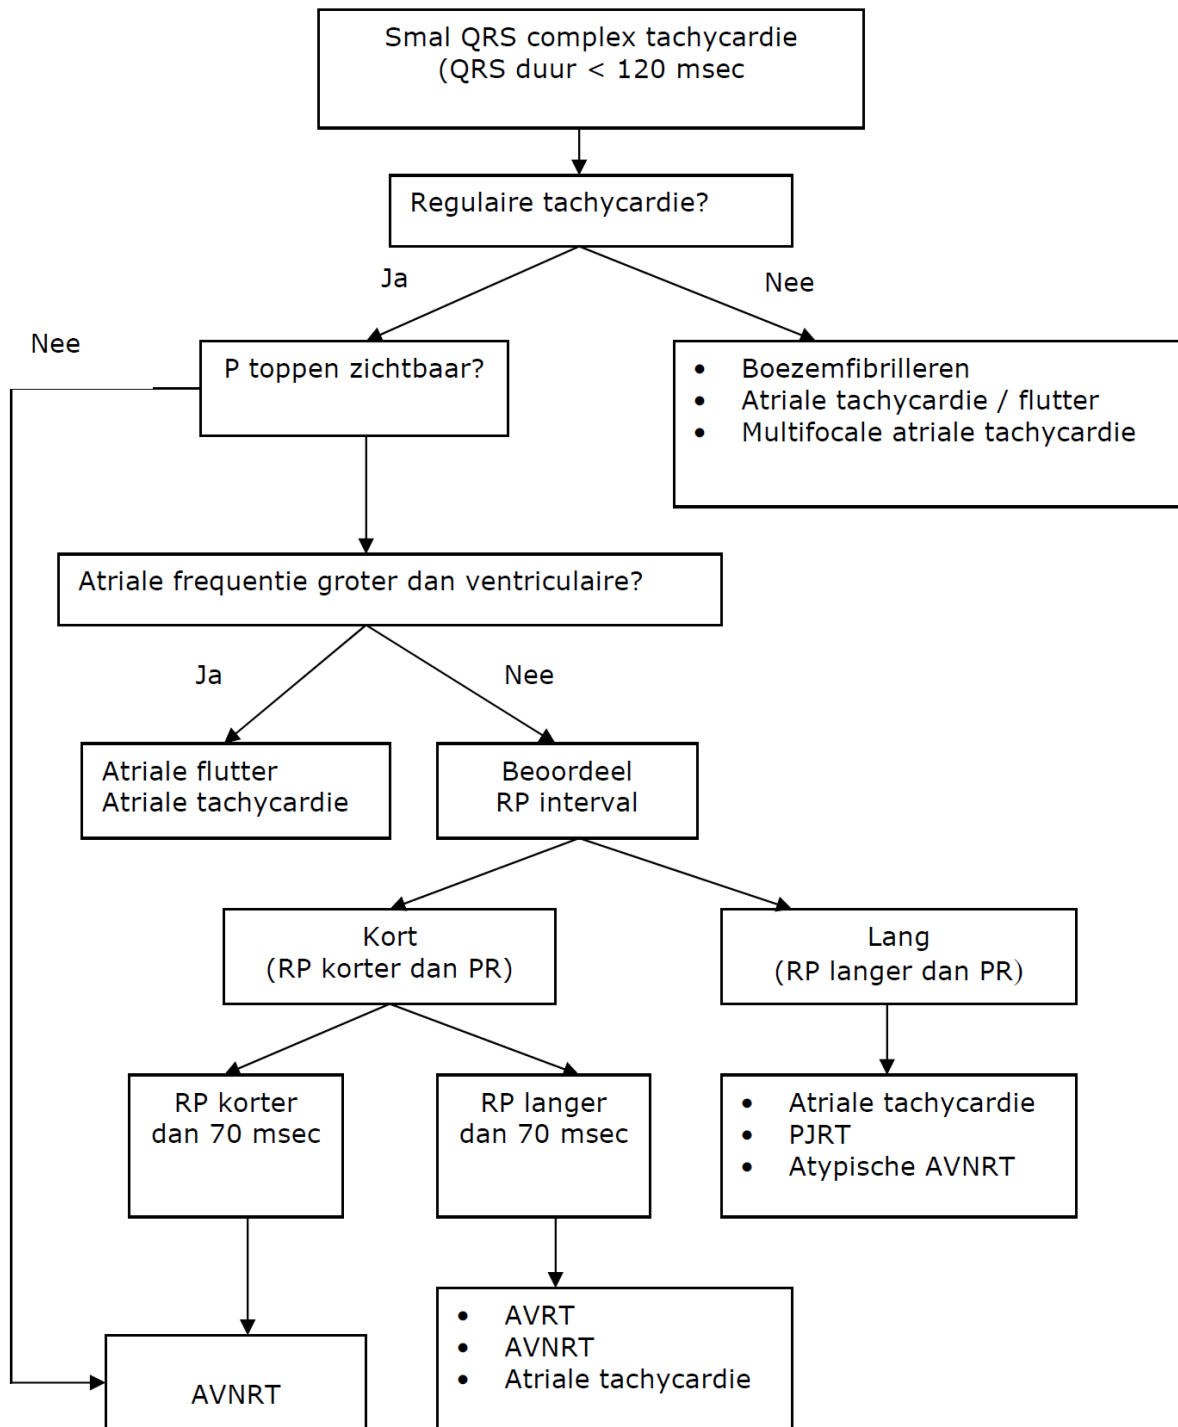 Smal QRS complex tachycardie
(QRS duur < 120 msec
Regulaire tachycardie?
Ja
Nee
Nee
P toppen zichtbaar?
• Boezemfibrilleren
• Atriale tachycardie / flutter
• Multifocale atriale tachycardie
Atriale frequentie groter dan ventriculaire?
Ja
Nee
Atriale flutter
Atriale tachycardie
Beoordeel
RP interval
Kort
(RP korter dan PR)
Lang
(RP langer dan PR)
RP korter
dan 70 msec
RP langer
dan 70 msec
• Atriale tachycardie
• PJRT
• Atypische AVNRT
AVNRT
• AVRT
• AVNRT
• Atriale tachycardie